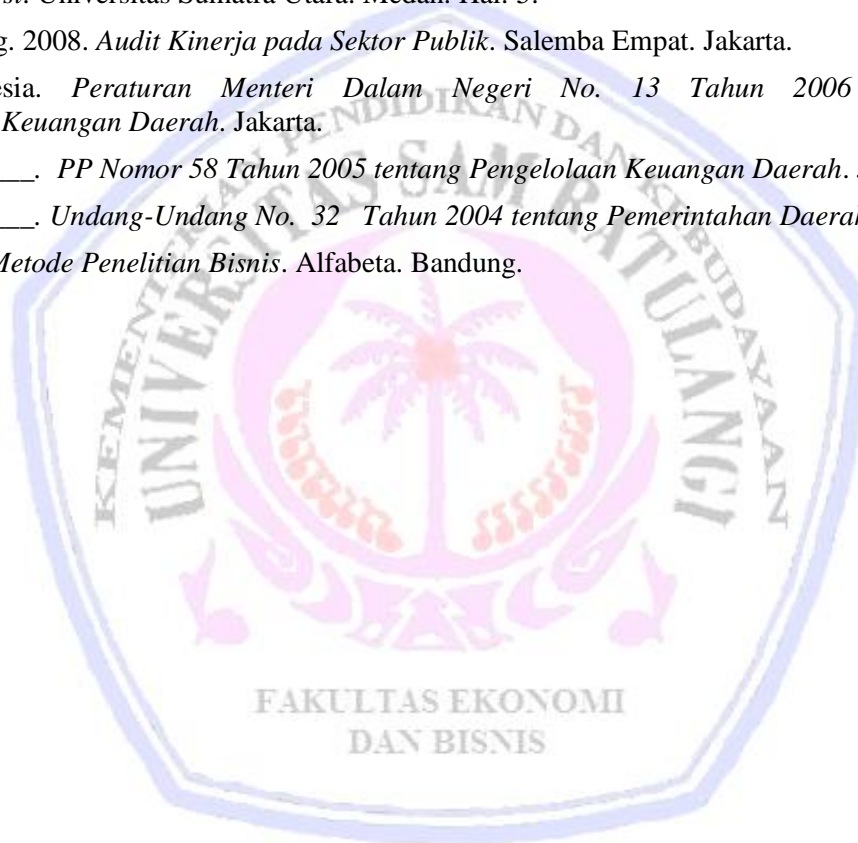 si. Universitas Sumatra Utara. Medan. Hal. 5.
g. 2008. Audit Kinerja pada Sektor Publik. Salemba Empat. Jakarta.
esia. Peraturan Menteri Dalam Negeri No. 13 Tahun 2006
Keuangan Daerah. Jakarta.
___. PP Nomor 58 Tahun 2005 tentang Pengelolaan Keuangan Daerah.
___. Undang-Undang No. 32 Tahun 2004 tentang Pemerintahan Daerah
Metode Penelitian Bisnis. Alfabeta. Bandung.
KEMENTERIAN PENDIDIKAN DAN KEBUDAYAAN
UNIVERSITAS SAM RATULANGI
FAKULTAS EKONOMI
DAN BISNIS